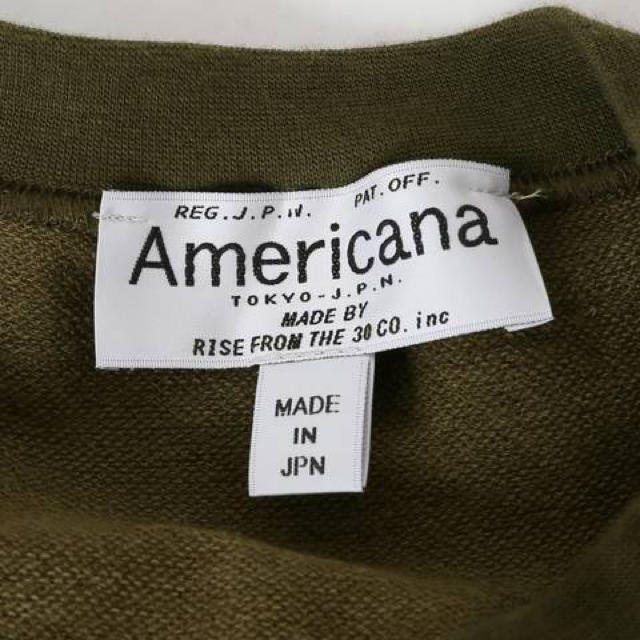 REG.J.P.N. PAT.OFF.
Americana
TOKYO-J.P.N.
MADE BY
RISE FROM THE 30 CO. inc
MADE
IN
JPN